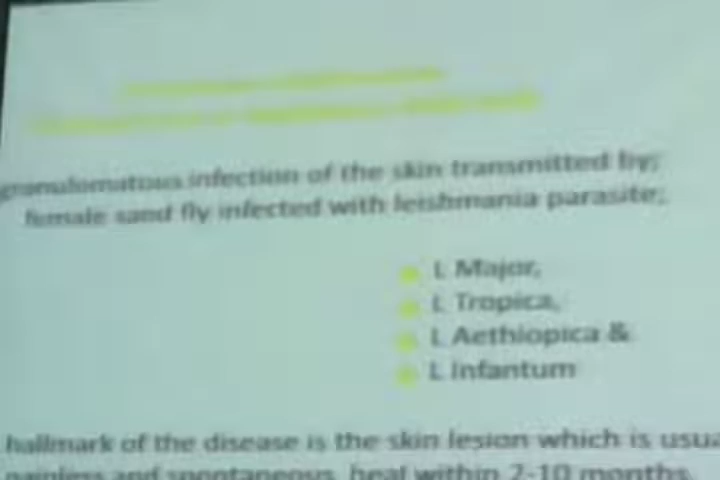 granulomatous infection of the skin transmitted by;
female sand fly infected with leishmania parasite;
L Major,
L Tropica,
L Aethiopica &
L Infantum
hallmark of the disease is the skin lesion which is
painless and spontaneous heal within 2-10 months.